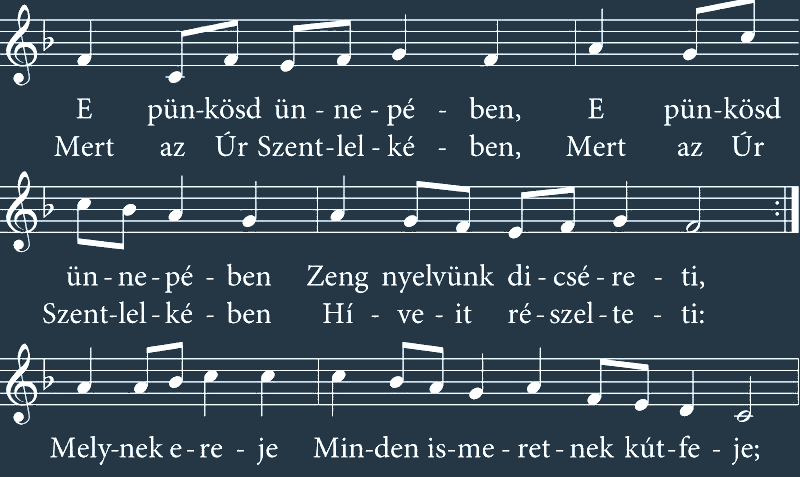 E pün-kösd ün - ne - pé - ben, E pün-kösd
Mert az Úr Szent-lel - ké - ben, Mert az Úr
ün - ne - pé - ben Zeng nyelvünk di - csé - re - ti,
Szent-lel - ké - ben Hí - ve - it ré - szel - te - ti:
Mely-nek e - re - je Min-den is-me - ret - nek kút-fe - je;